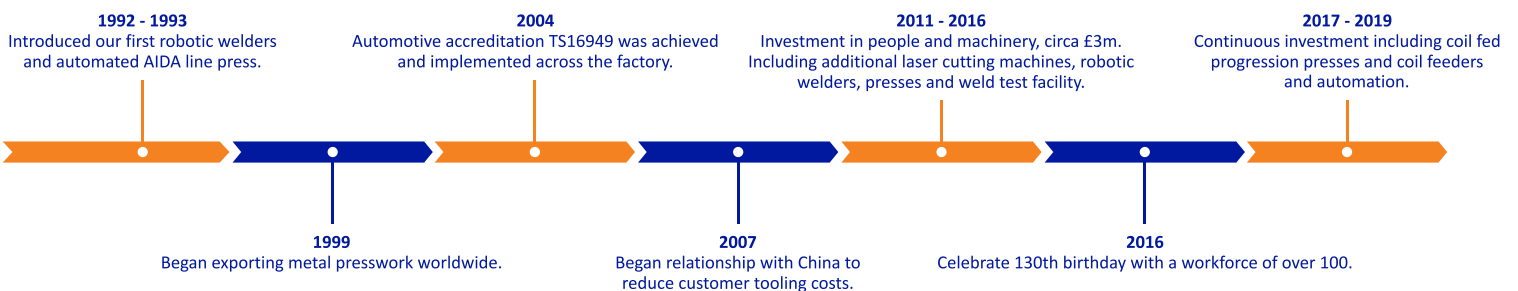 1992 - 1993
Introduced our first robotic welders
and automated AIDA line press.
1999
Began exporting metal presswork worldwide.
2004
Automotive accreditation TS16949 was achieved
and implemented across the factory.
2007
Began relationship with China to
reduce customer tooling costs.
2011 - 2016
Investment in people and machinery, circa £3m.
Including additional laser cutting machines, robotic
welders, presses and weld test facility.
2016
Celebrate 130th birthday with a workforce of over 100.
2017 - 2019
Continuous investment including coil fed
progression presses and coil feeders
and automation.